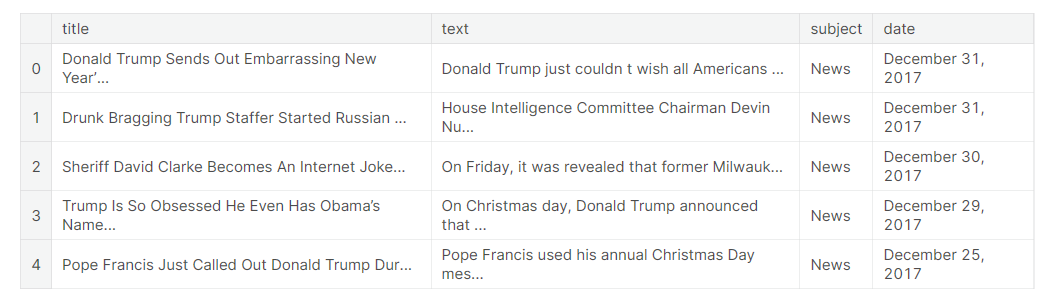 title text subject date
0 Donald Trump Sends Out Embarrassing New Year’... Donald Trump just couldn t wish all Americans ... News December 31, 2017
1 Drunk Bragging Trump Staffer Started Russian ... House Intelligence Committee Chairman Devin Nu... News December 31, 2017
2 Sheriff David Clarke Becomes An Internet Joke... On Friday, it was revealed that former Milwauk... News December 30, 2017
3 Trump Is So Obsessed He Even Has Obama’s Name... On Christmas day, Donald Trump announced that ... News December 29, 2017
4 Pope Francis Just Called Out Donald Trump Dur... Pope Francis used his annual Christmas Day mes... News December 25, 2017